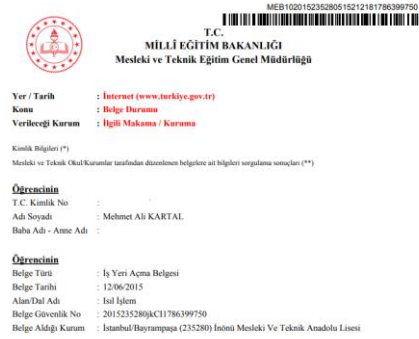 MEB10201523528051521218178639​9750
T.C.
MİLLÎ EĞİTİM BAKANLIĞI
Mesleki ve Teknik Eğitim Genel Müdürlüğü
Yer / Tarih : İnternet (www.turkiye.gov.tr)
Konu : Belge Durumu
Verileceği Kurum : İlgili Makama / Kuruma
Kimlik Bilgileri (*)
Mesleki ve Teknik Okul/Kurumlar tarafından düzenlenen belgelere ait bilgileri sorgulama sonuçları (**)
Öğrencinin
T.C. Kimlik No :
Adı Soyadı : Mehmet Ali KARTAL
Baba Adı - Anne Adı :
Öğrencinin
Belge Türü : İş Yeri Açma Belgesi
Belge Tarihi : 12/06/2015
Alan/Dal Adı : Isıl İşlem
Belge Güvenlik No : 2015235280jkCI1786399750
Belge Aldığı Kurum : İstanbul/Bayrampaşa (235280) İnönü Mesleki Ve Teknik Anadolu Lisesi